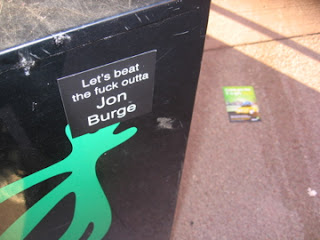 Let's beat
the fuck outta
Jon
Burge